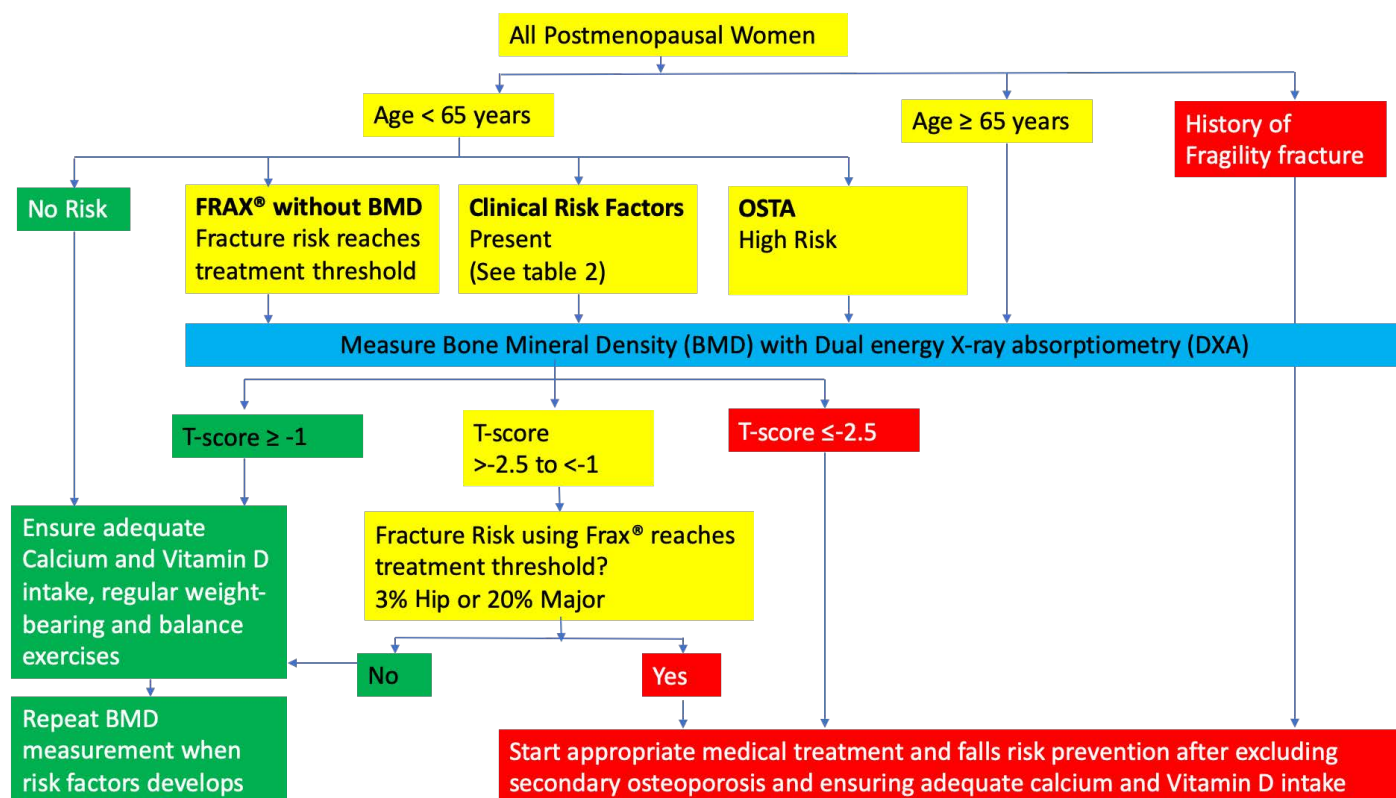 All Postmenopausal Women
Age < 65 years
Age ≥ 65 years
History of
Fragility fracture
No Risk
FRAX® without BMD
Fracture risk reaches
treatment threshold
Clinical Risk Factors
Present
(See table 2)
OSTA
High Risk
Measure Bone Mineral Density (BMD) with Dual energy X-ray absorptiometry (DXA)
T-score ≥ -1
T-score
>-2.5 to <-1
T-score ≤-2.5
Ensure adequate
Calcium and Vitamin D
intake, regular weight-
bearing and balance
exercises
Fracture Risk using Frax® reaches
treatment threshold?
3% Hip or 20% Major
No
Yes
Repeat BMD
measurement when
risk factors develops
Start appropriate medical treatment and falls risk prevention after excluding
secondary osteoporosis and ensuring adequate calcium and Vitamin D intake